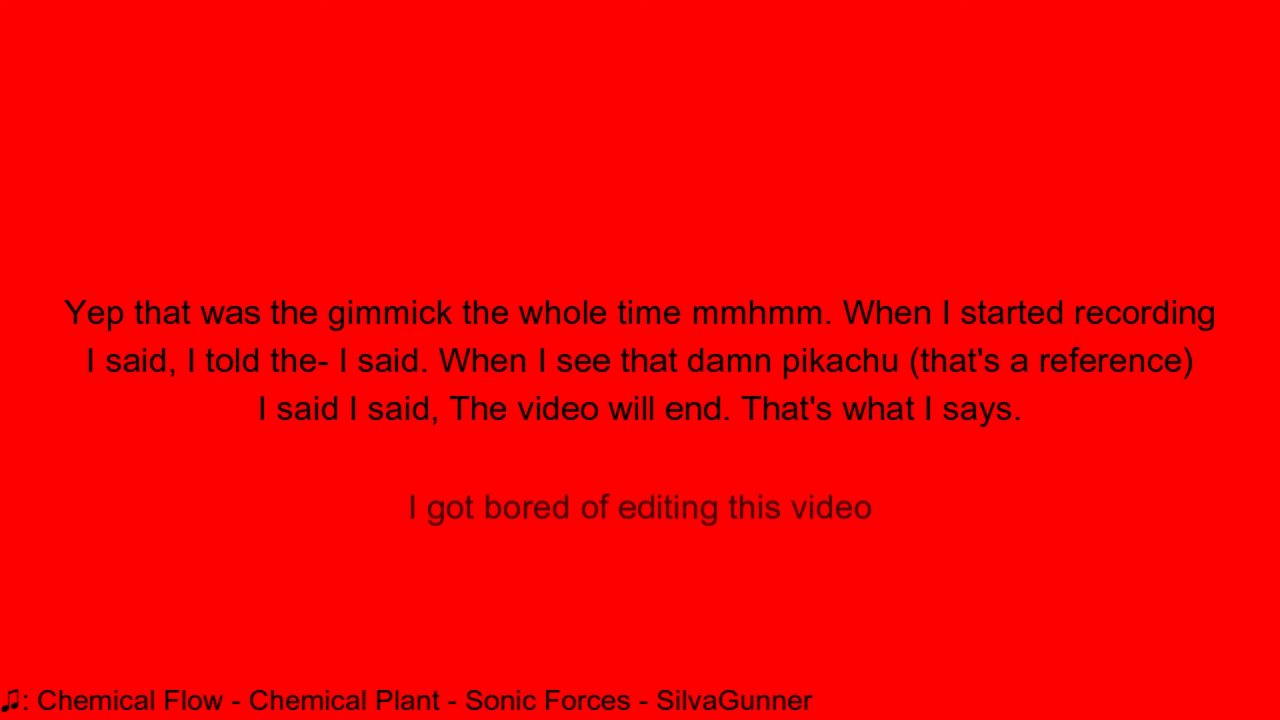 Yep that was the gimmick the whole time mmhmm. When I started recording
I said, I told the- I said. When I see that damn pikachu (that's a reference)
I said I said, The video will end. That's what I says.
I got bored of editing this video
♫: Chemical Flow - Chemical Plant - Sonic Forces - SilvaGunner